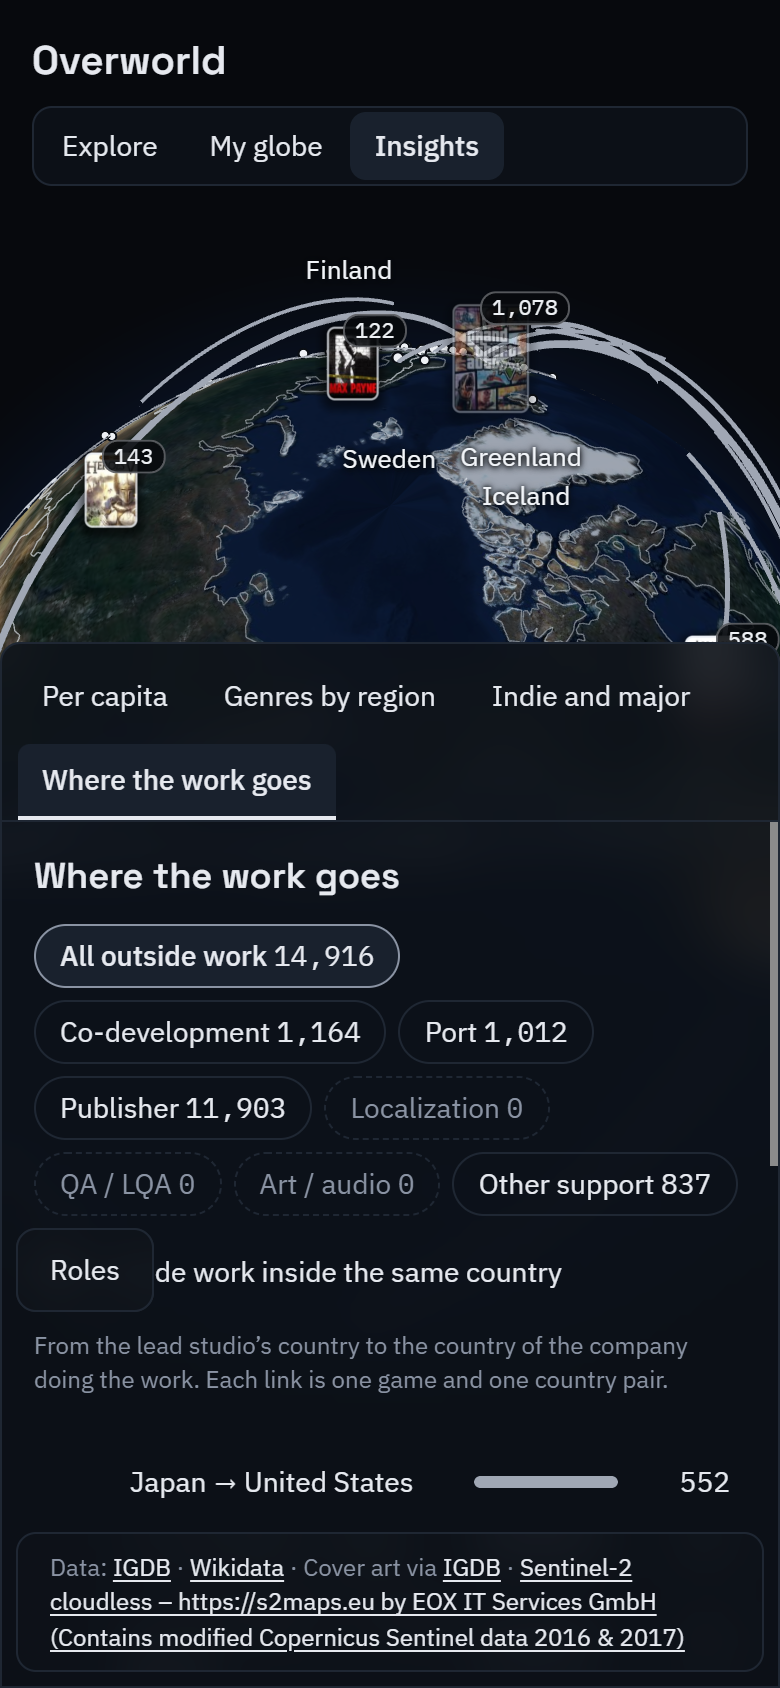 Overworld
Explore My globe Insights
Finland
1,078
122
MAX PAYNE
143
Sweden Greenland
Iceland
588
Per capita Genres by region Indie and major
Where the work goes
Where the work goes
All outside work 14,916
Co-development 1,164 Port 1,012
Publisher 11,903 Localization 0
QA / LQA 0 Art / audio 0 Other support 837
Roles de work inside the same country
From the lead studio’s country to the country of the company
doing the work. Each link is one game and one country pair.
Japan → United States 552
Data: IGDB · Wikidata · Cover art via IGDB · Sentinel-2
cloudless – https://s2maps.eu by EOX IT Services GmbH
(Contains modified Copernicus Sentinel data 2016 & 2017)